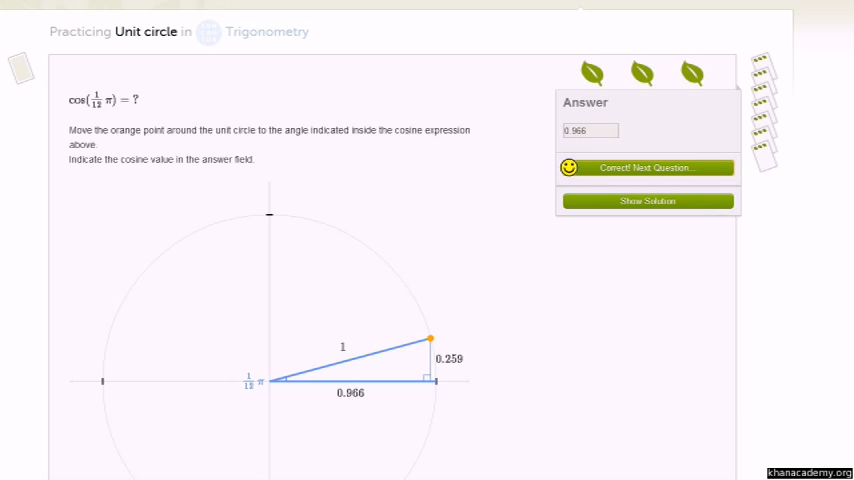 Practicing Unit circle in Trigonometry
cos(1/12 π) = ?
Move the orange point around the unit circle to the angle indicated inside the cosine expression
above.
Indicate the cosine value in the answer field.
Answer
0.966
Correct! Next Question...
Show Solution
1
0.259
1/12 π
0.966
khanacademy.org